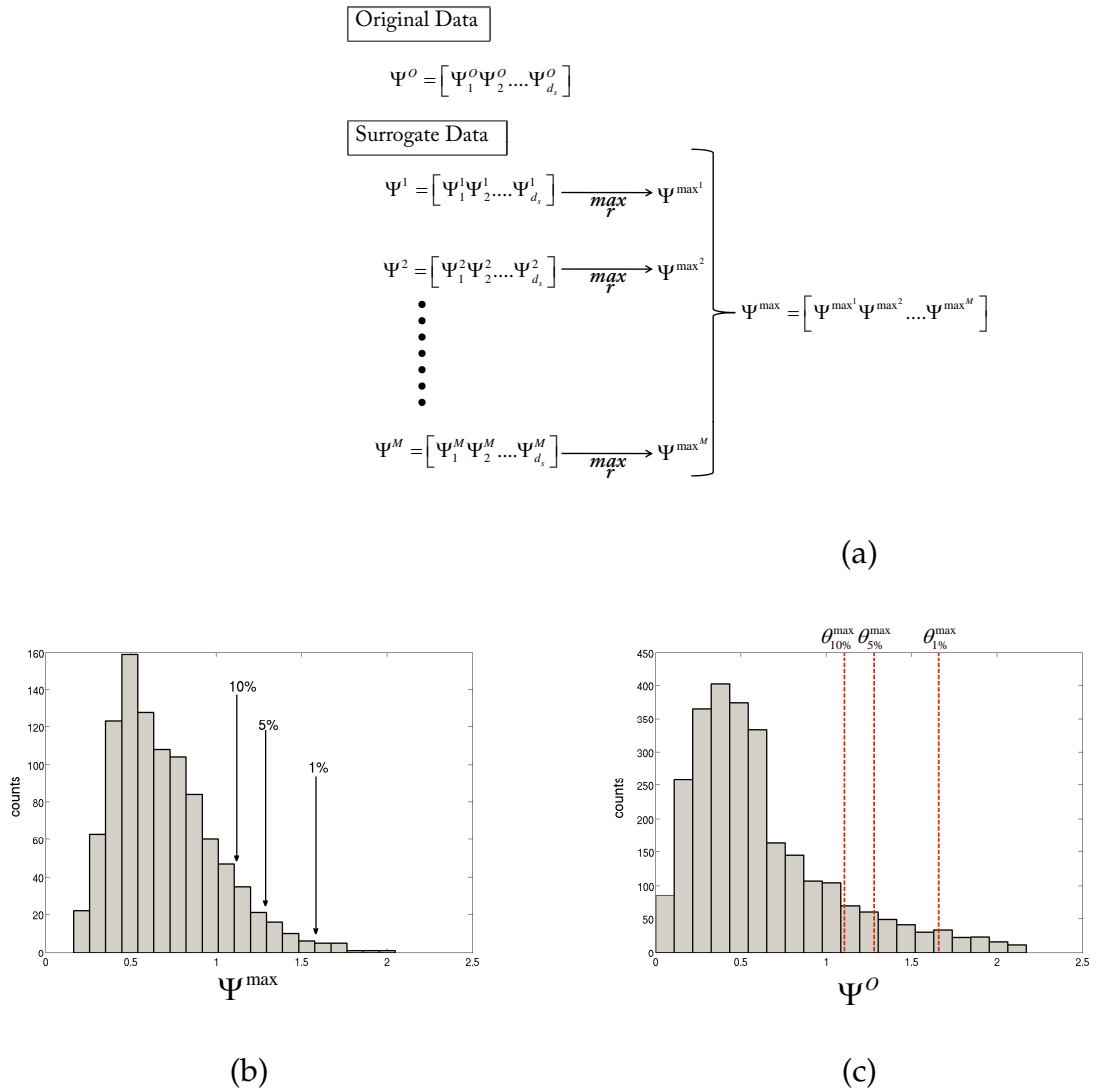 Original Data
Ψ^O = [Ψ_1^O Ψ_2^O .... Ψ_{d_s}^O]
Surrogate Data
Ψ^1 = [Ψ_1^1 Ψ_2^1 .... Ψ_{d_s}^1] max r Ψ^{max^1}
Ψ^2 = [Ψ_1^2 Ψ_2^2 .... Ψ_{d_s}^2] max r Ψ^{max^2}
Ψ^max = [Ψ^{max^1} Ψ^{max^2} .... Ψ^{max^M}]
Ψ^M = [Ψ_1^M Ψ_2^M .... Ψ_{d_s}^M] max r Ψ^{max^M}
(a)
160
140
120
100
80
60
40
20
0
counts
10%
5%
1%
0 0.5 1 1.5 2 2.5
Ψ^max
(b)
θ_{10%}^{max} θ_{5%}^{max} θ_{1%}^{max}
450
400
350
300
250
200
150
100
50
0
counts
0 0.5 1 1.5 2 2.5
Ψ^O
(c)